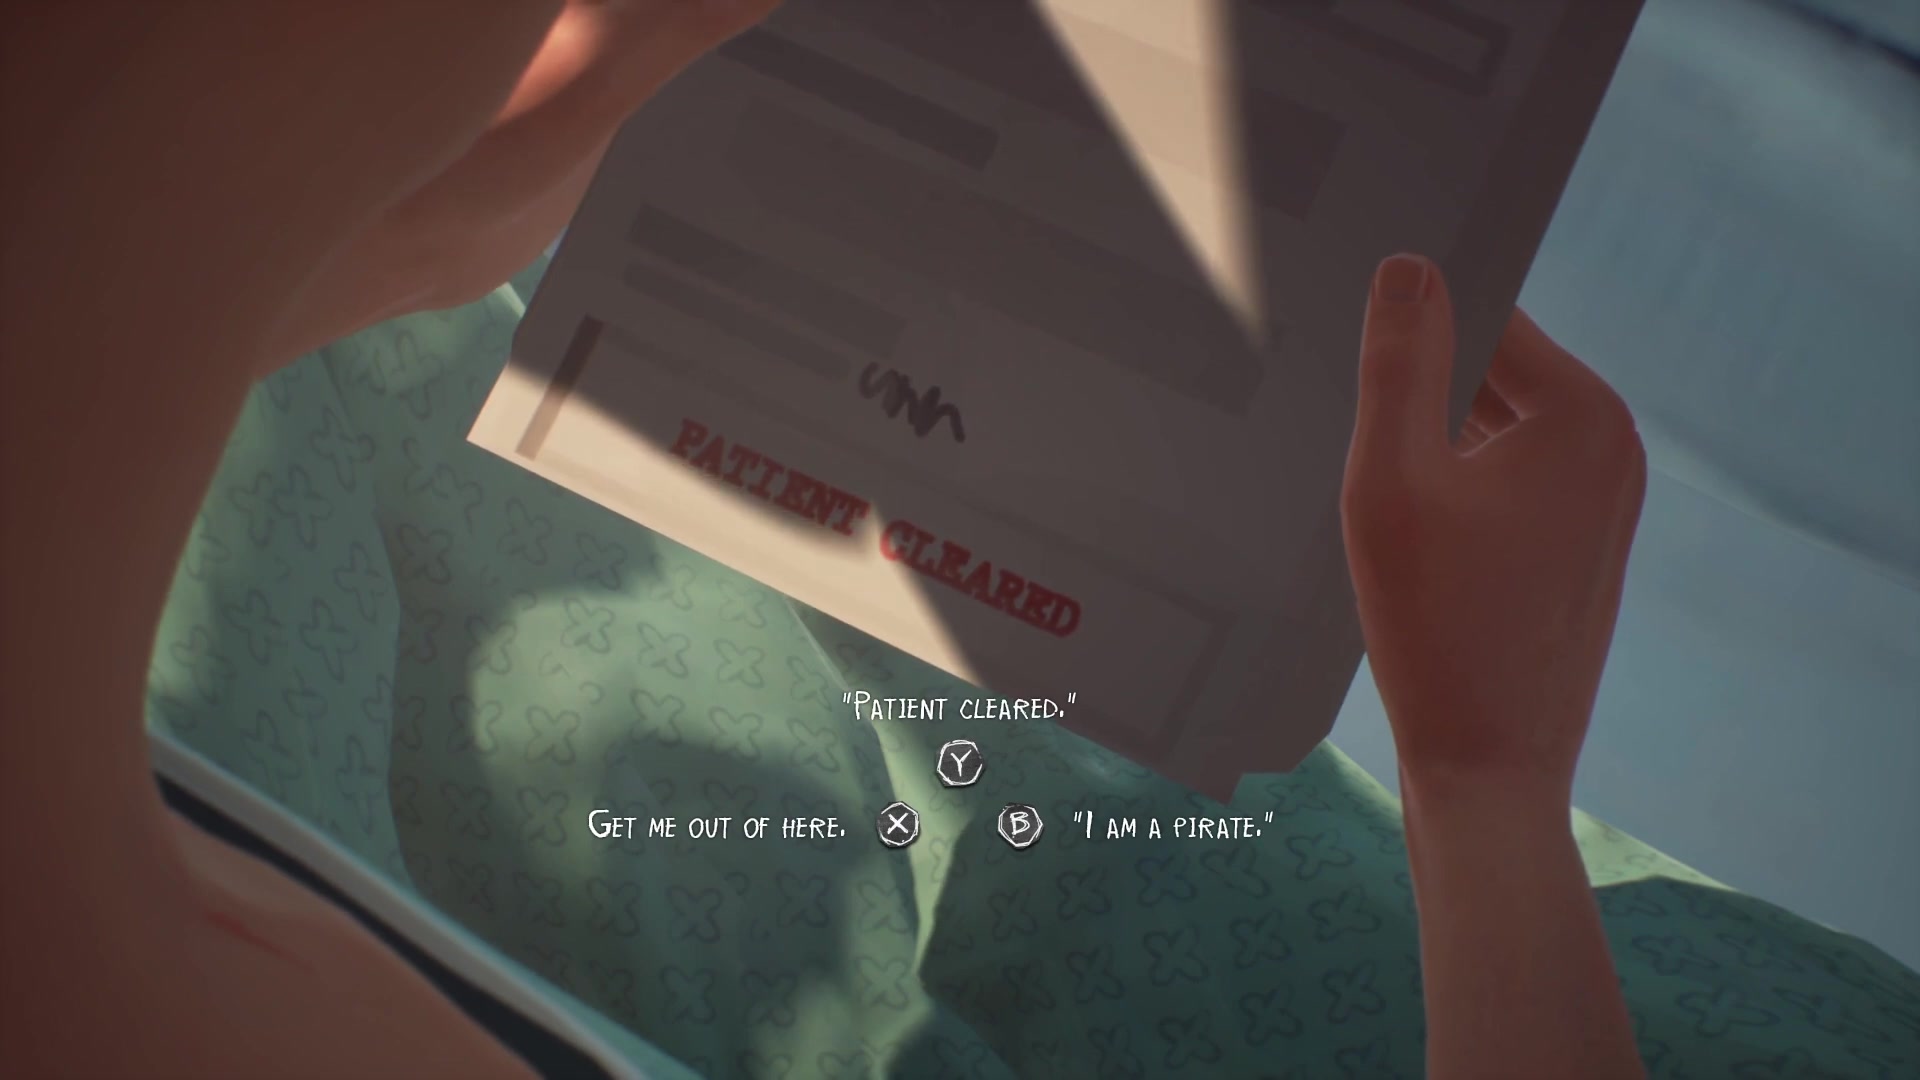 PATIENT CLEARED
"Patient cleared."
Y
Get me out of here. X B "I am a pirate."